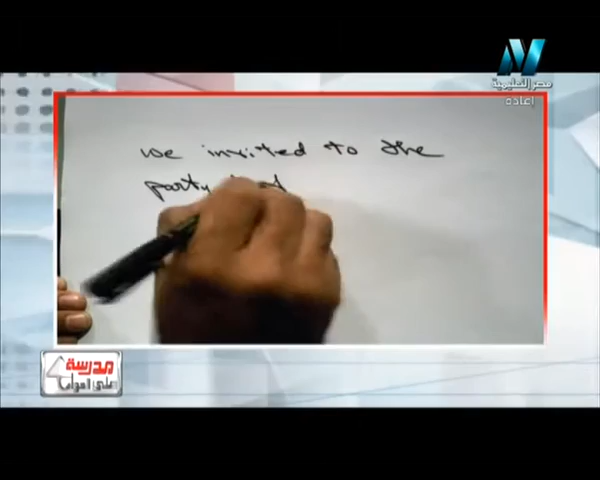 مصر التعليمية
إعادة
we invited to the
party
مدرسة
على الهواء